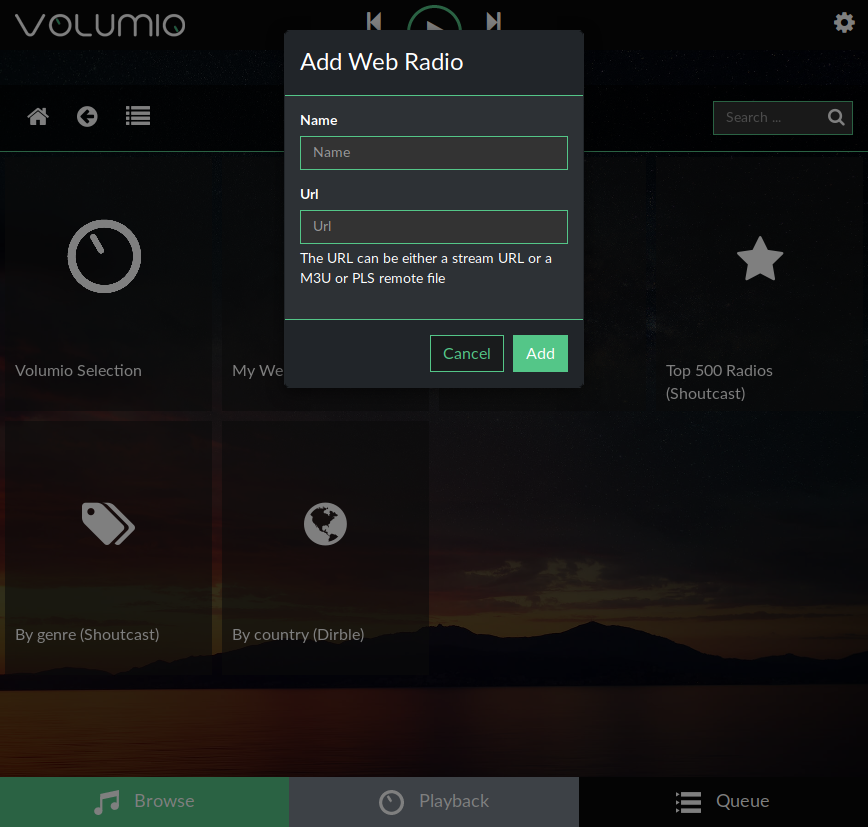 VOLUMIO
Add Web Radio
Name
Name
Search ...
Url
Url
The URL can be either a stream URL or a
M3U or PLS remote file
Cancel
Add
Volumio Selection
My We
Top 500 Radios
(Shoutcast)
By genre (Shoutcast)
By country (Dirble)
Browse
Playback
Queue